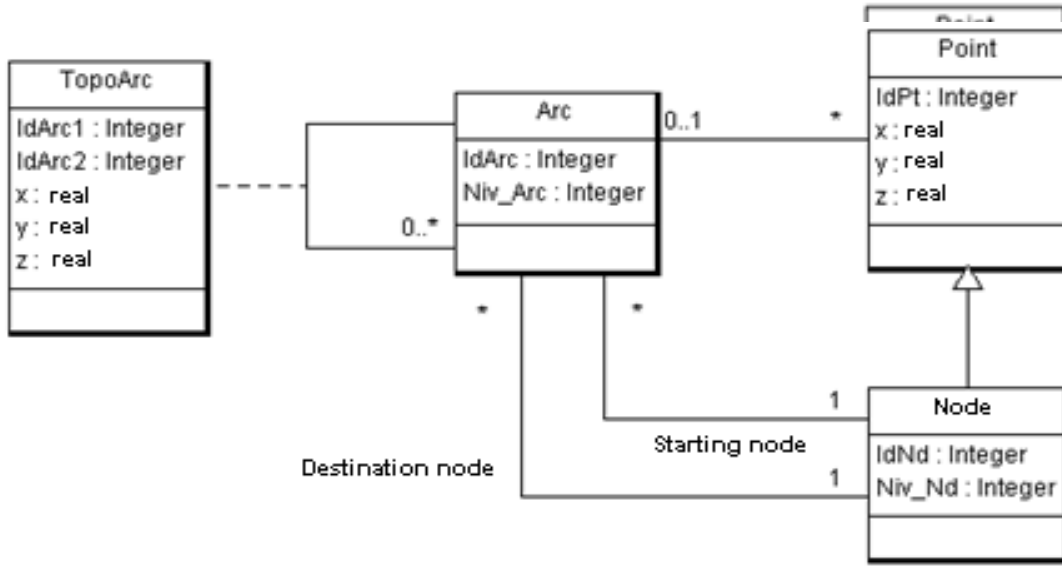 TopoArc
IdArc1 : Integer
IdArc2 : Integer
x : real
y : real
z : real
0..*
Arc
IdArc : Integer
Niv_Arc : Integer
0..1
*
Point
Point
IdPt : Integer
x : real
y : real
z : real
*
*
Destination node
Starting node
1
1
Node
IdNd : Integer
Niv_Nd : Integer